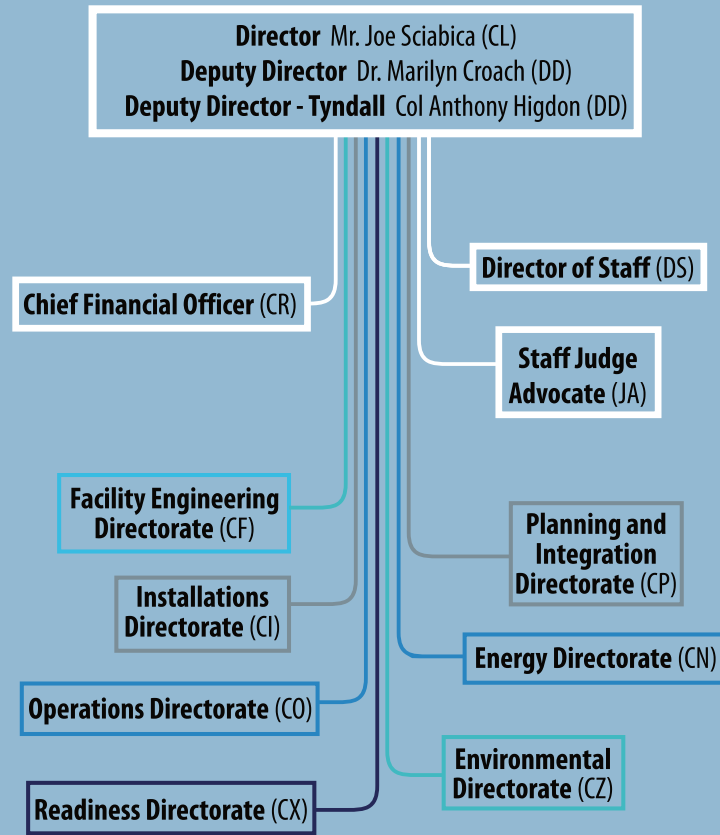 Director Mr. Joe Sciabica (CL)
Deputy Director Dr. Marilyn Croach (DD)
Deputy Director - Tyndall Col Anthony Higdon (DD)
Director of Staff (DS)
Chief Financial Officer (CR)
Staff Judge
Advocate (JA)
Facility Engineering
Directorate (CF)
Planning and
Integration
Directorate (CP)
Installations
Directorate (CI)
Energy Directorate (CN)
Operations Directorate (CO)
Environmental
Directorate (CZ)
Readiness Directorate (CX)